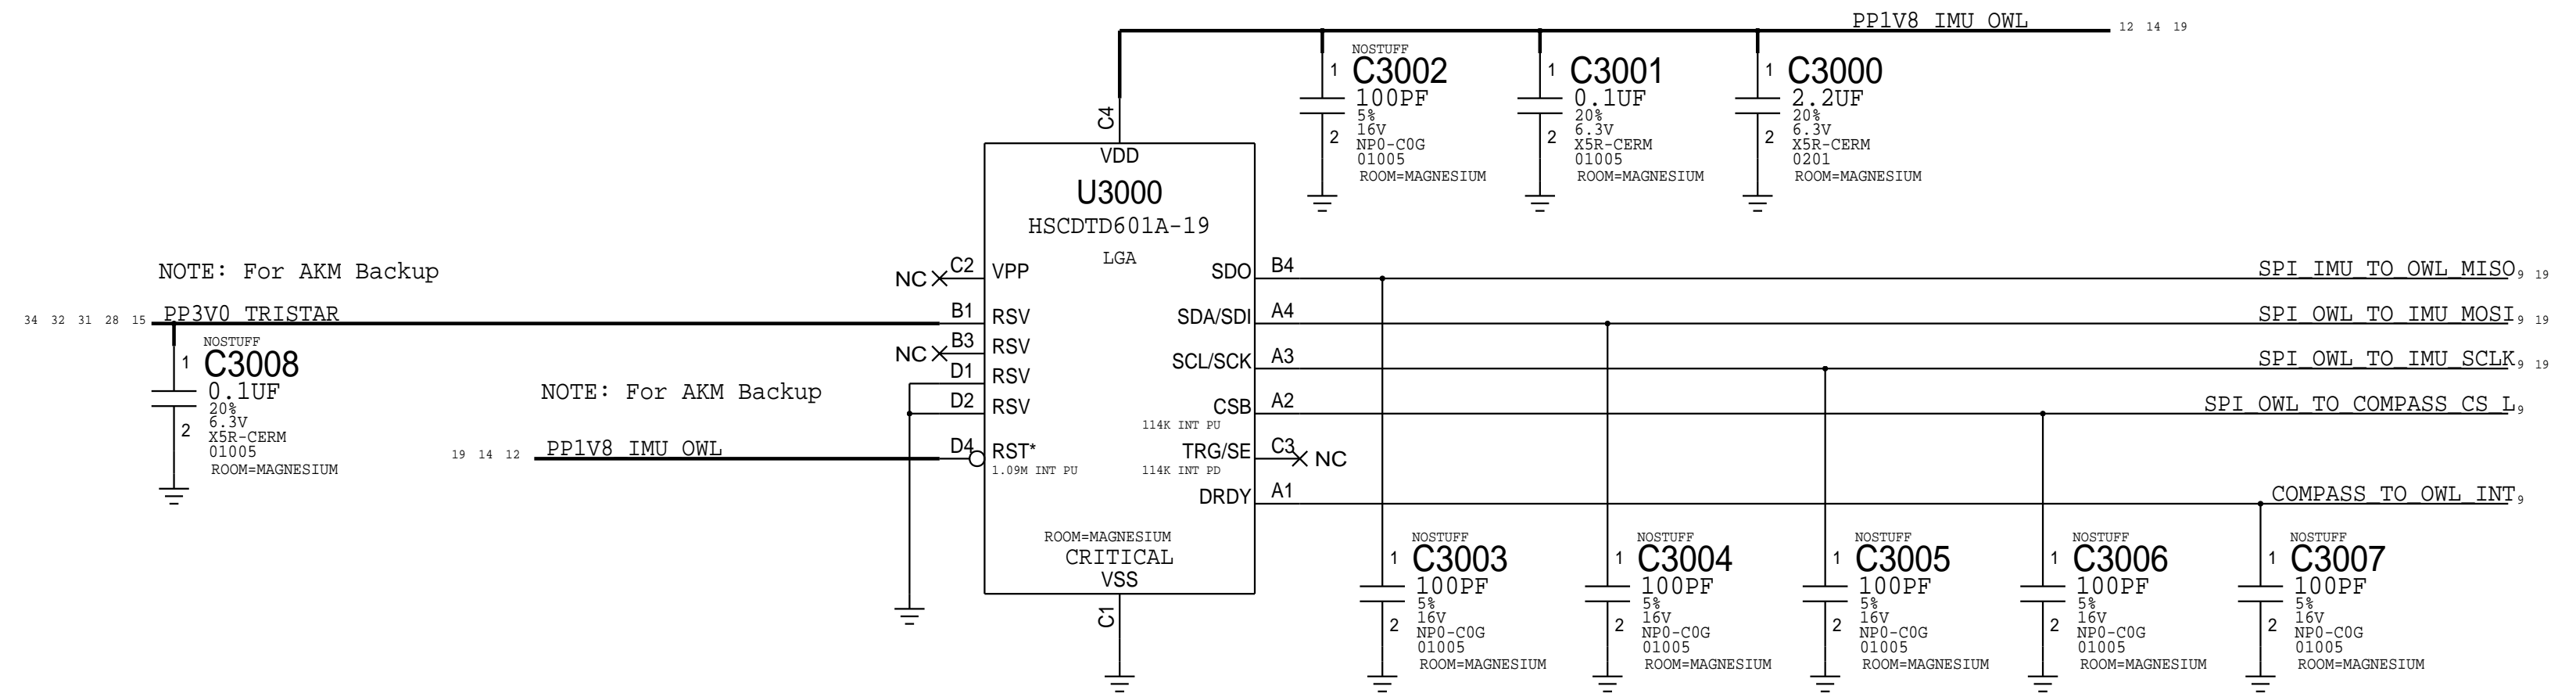 PP1V8_IMU_OWL 12 14 19
NOSTUFF
C3002
1
100PF
5%
16V
2
NP0-C0G
01005
ROOM=MAGNESIUM
C3001
1
0.1UF
20%
6.3V
2
X5R-CERM
01005
ROOM=MAGNESIUM
C3000
1
2.2UF
20%
6.3V
2
X5R-CERM
0201
ROOM=MAGNESIUM
C4
VDD
U3000
HSCDTD601A-19
LGA
NOTE: For AKM Backup
NC C2 VPP
34 32 31 28 15 PP3V0_TRISTAR B1 RSV
NC B3 RSV
D1 RSV
D2 RSV
NOTE: For AKM Backup
19 14 12 PP1V8_IMU_OWL D4 RST*
1.09M INT PU
NOSTUFF
C3008
1
0.1UF
20%
6.3V
2
X5R-CERM
01005
ROOM=MAGNESIUM
SDO B4 SPI_IMU_TO_OWL_MISO 9 19
SDA/SDI A4 SPI_OWL_TO_IMU_MOSI 9 19
SCL/SCK A3 SPI_OWL_TO_IMU_SCLK 9 19
CSB A2 SPI_OWL_TO_COMPASS_CS_L 9
114K INT PU
TRG/SE C3 NC
114K INT PD
DRDY A1 COMPASS_TO_OWL_INT 9
ROOM=MAGNESIUM
CRITICAL
VSS
C1
NOSTUFF
C3003
1
100PF
5%
16V
2
NP0-C0G
01005
ROOM=MAGNESIUM
NOSTUFF
C3004
1
100PF
5%
16V
2
NP0-C0G
01005
ROOM=MAGNESIUM
NOSTUFF
C3005
1
100PF
5%
16V
2
NP0-C0G
01005
ROOM=MAGNESIUM
NOSTUFF
C3006
1
100PF
5%
16V
2
NP0-C0G
01005
ROOM=MAGNESIUM
NOSTUFF
C3007
1
100PF
5%
16V
2
NP0-C0G
01005
ROOM=MAGNESIUM